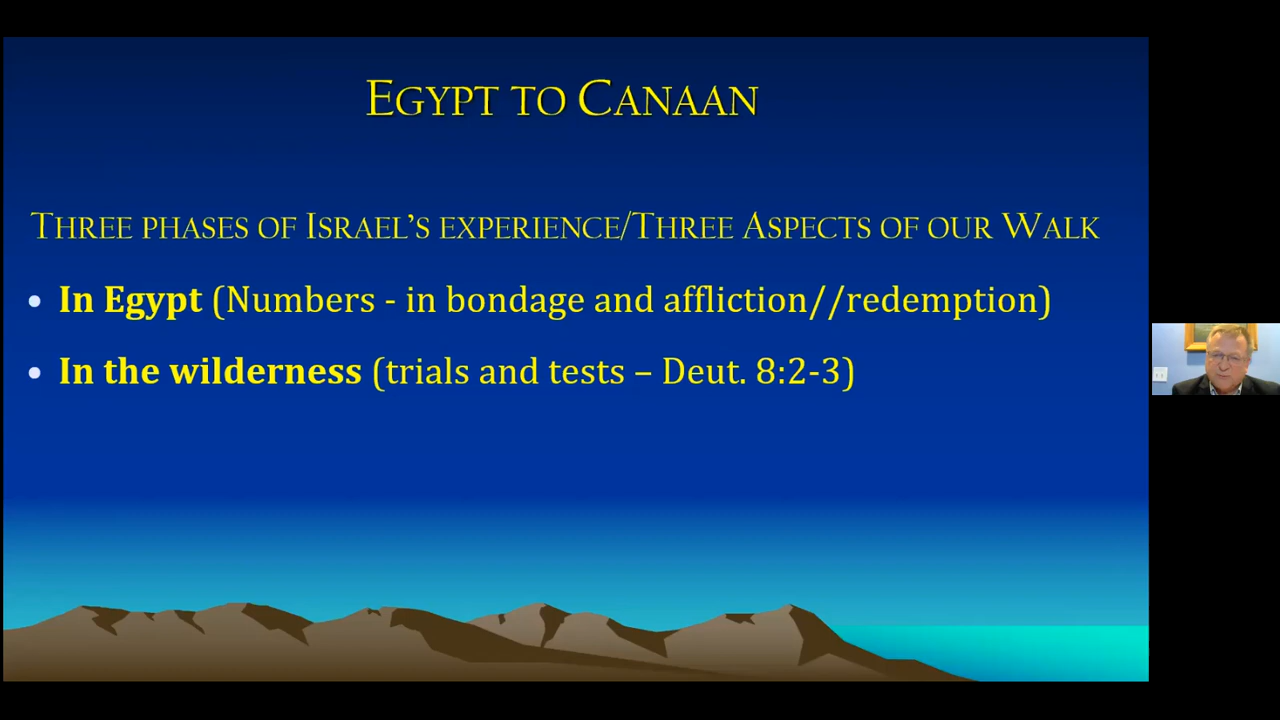 EGYPT TO CANAAN
THREE PHASES OF ISRAEL'S EXPERIENCE/THREE ASPECTS OF OUR WALK
• In Egypt (Numbers - in bondage and affliction//redemption)
• In the wilderness (trials and tests – Deut. 8:2-3)